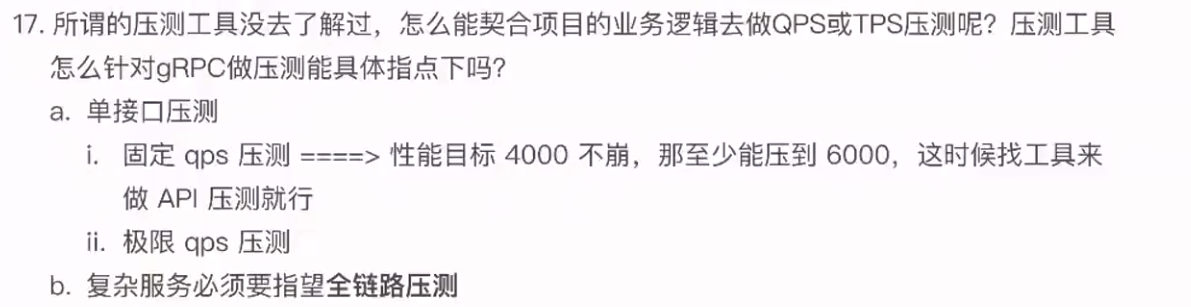 17. 所谓的压测工具没去了解过，怎么能契合项目的业务逻辑去做QPS或TPS压测呢？压测工具
怎么针对gRPC做压测能具体指点下吗？
a. 单接口压测
i. 固定 qps 压测 ====> 性能目标 4000 不崩，那至少能压到 6000，这时候找工具来
做 API 压测就行
ii. 极限 qps 压测
b. 复杂服务必须要指望全链路压测